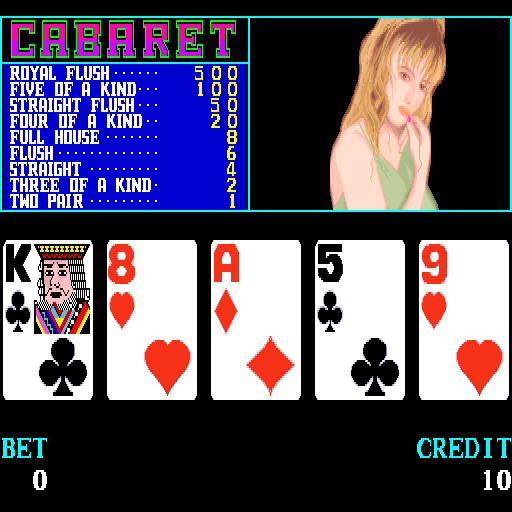 CABARET
ROYAL FLUSH······ 500
FIVE OF A KIND··· 100
STRAIGHT FLUSH··· 50
FOUR OF A KIND·· 20
FULL HOUSE ······· 8
FLUSH············· 6
STRAIGHT ········ 4
THREE OF A KIND· 2
TWO PAIR ········· 1
K 8 A 5 9
BET CREDIT
0 10